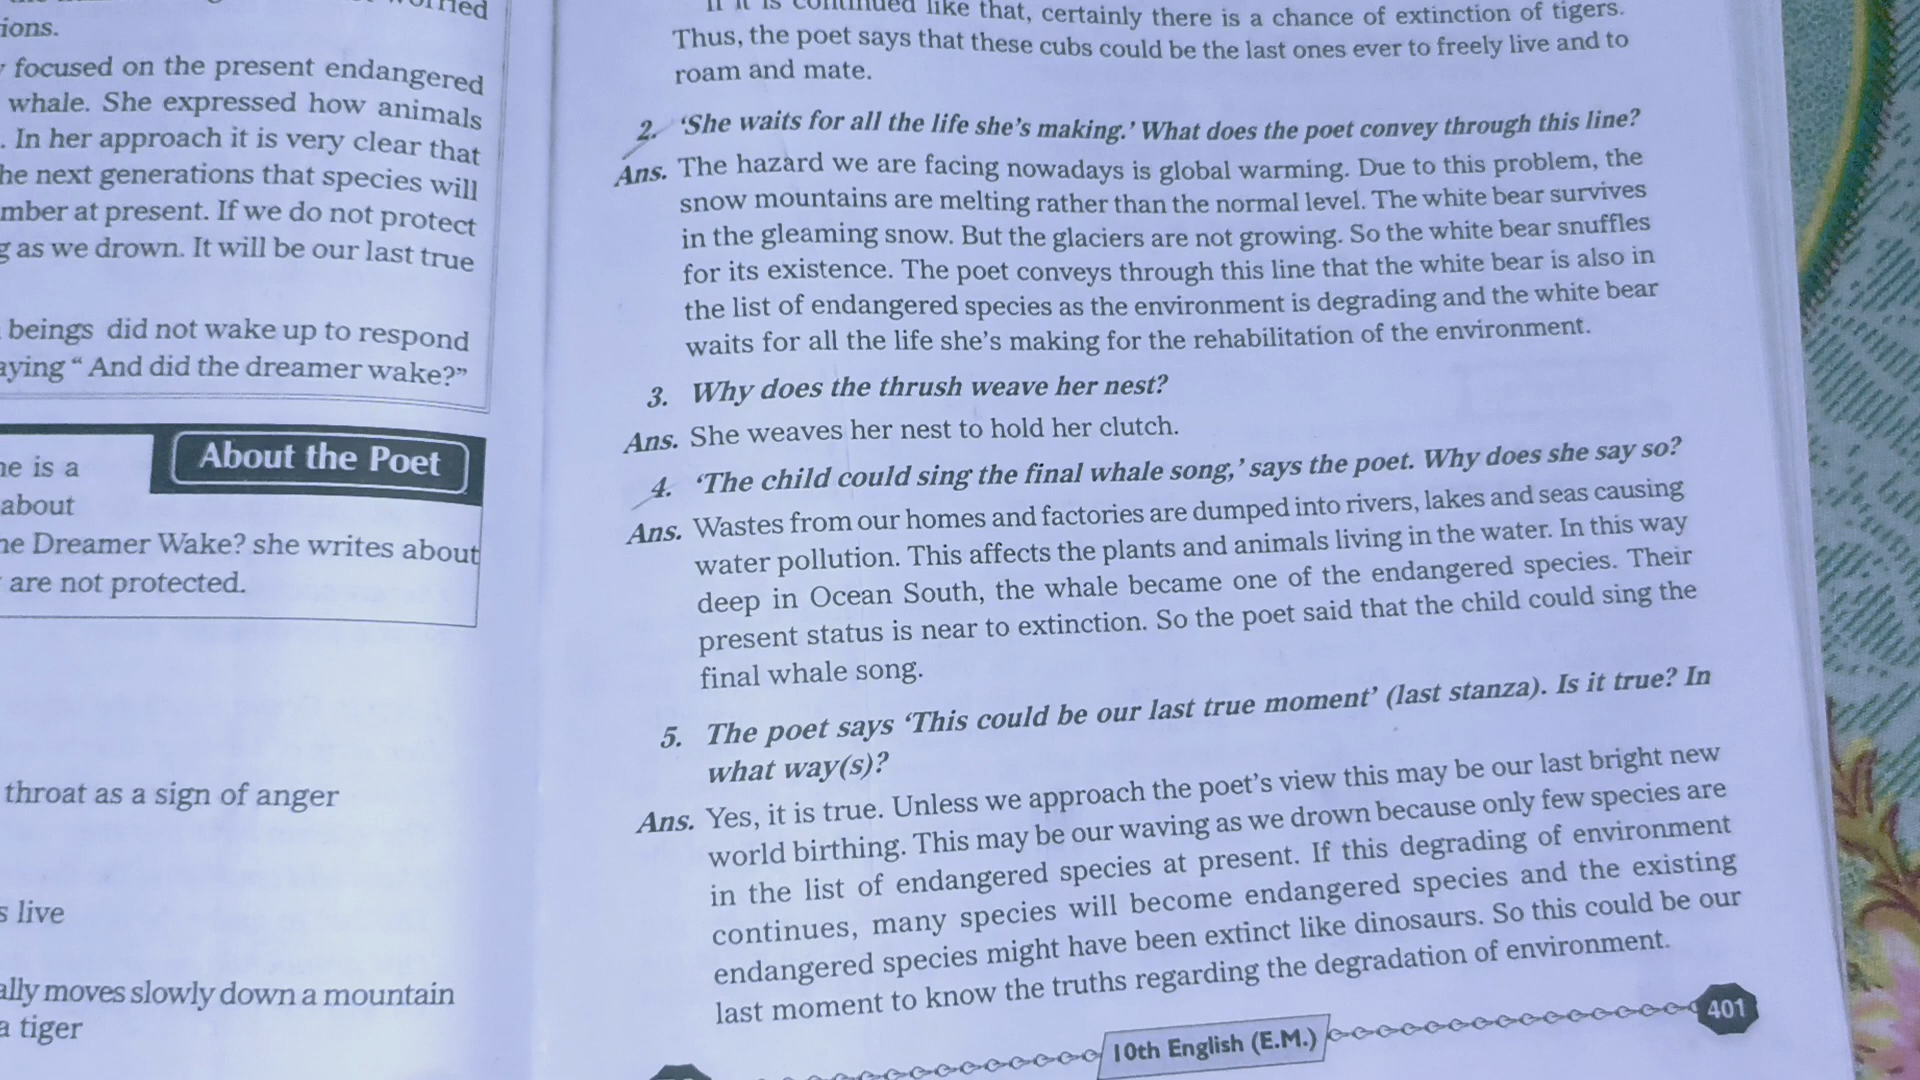 ions.
focused on the present endangered
whale. She expressed how animals
. In her approach it is very clear that
next generations that species will
at present. If we do not protect
as we drown. It will be our last true
beings did not wake up to respond
“ And did the dreamer wake?”
About the Poet
is a
about
Dreamer Wake? she writes about
are not protected.
throat as a sign of anger
live
moves slowly down a mountain
a tiger
it is continued like that, certainly there is a chance of extinction of tigers.
Thus, the poet says that these cubs could be the last ones ever to freely live and to
roam and mate.
2. ‘She waits for all the life she’s making.’ What does the poet convey through this line?
Ans. The hazard we are facing nowadays is global warming. Due to this problem, the
snow mountains are melting rather than the normal level. The white bear survives
in the gleaming snow. But the glaciers are not growing. So the white bear snuffles
for its existence. The poet conveys through this line that the white bear is also in
the list of endangered species as the environment is degrading and the white bear
waits for all the life she’s making for the rehabilitation of the environment.
3. Why does the thrush weave her nest?
Ans. She weaves her nest to hold her clutch.
4. ‘The child could sing the final whale song,’ says the poet. Why does she say so?
Ans. Wastes from our homes and factories are dumped into rivers, lakes and seas causing
water pollution. This affects the plants and animals living in the water. In this way
deep in Ocean South, the whale became one of the endangered species. Their
present status is near to extinction. So the poet said that the child could sing the
final whale song.
5. The poet says ‘This could be our last true moment’ (last stanza). Is it true? In
what way(s)?
Ans. Yes, it is true. Unless we approach the poet’s view this may be our last bright new
world birthing. This may be our waving as we drown because only few species are
in the list of endangered species at present. If this degrading of environment
continues, many species will become endangered species and the existing
endangered species might have been extinct like dinosaurs. So this could be our
last moment to know the truths regarding the degradation of environment.
10th English (E.M.)
401